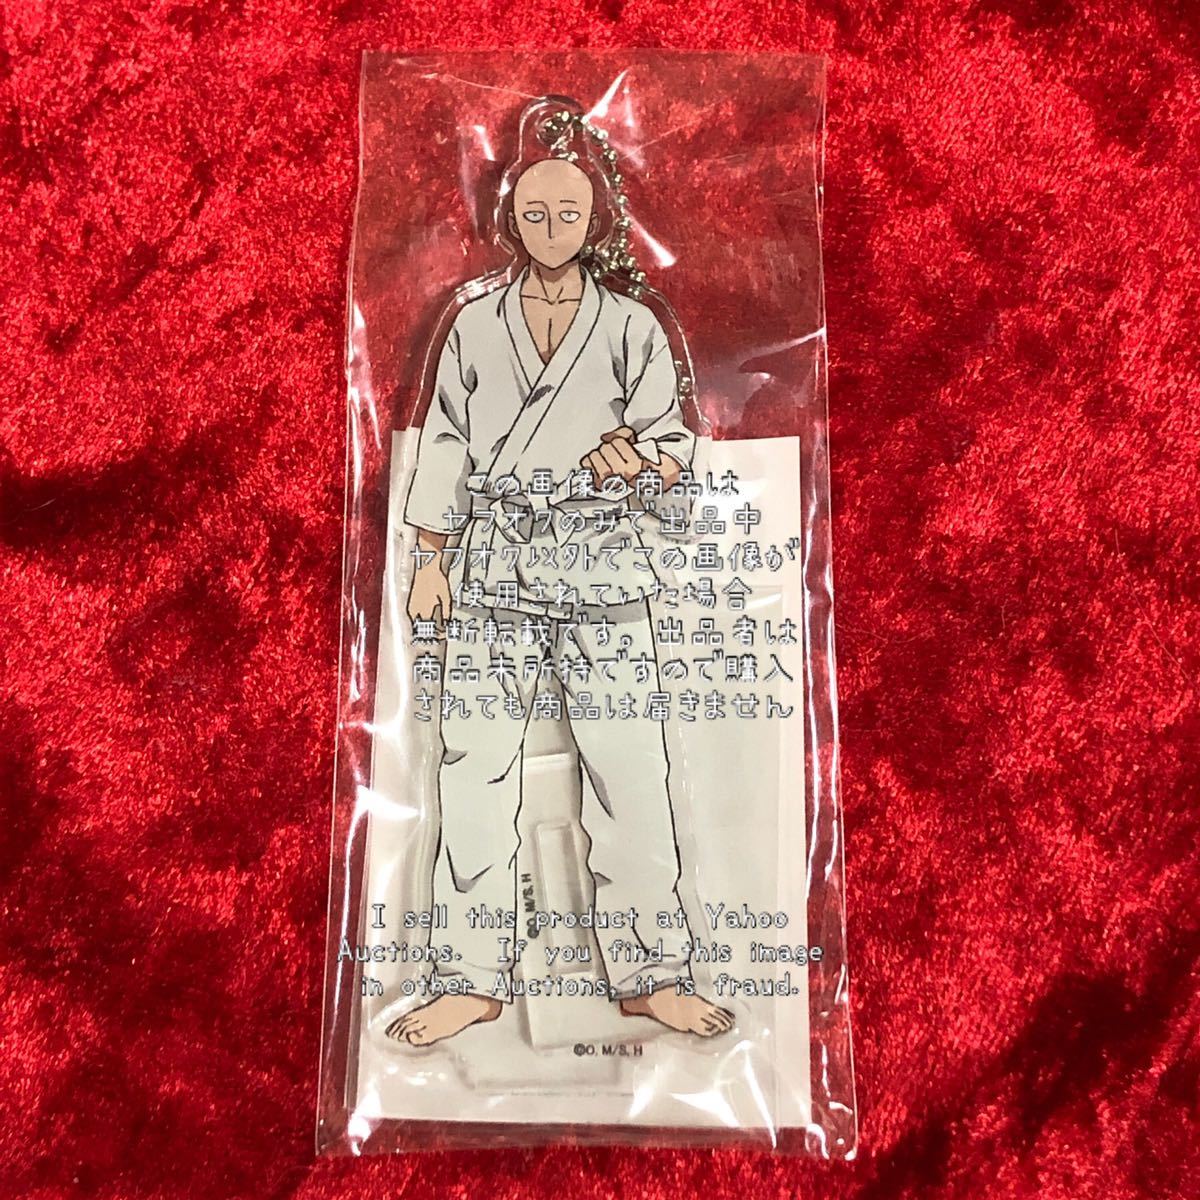 この画像の商品は
ヤフオクのみで出品中
ヤフオク以外でこの画像が
使用されていた場合
無断転載です。出品者は
商品未所持ですので購入
されても商品は届きません
©O, M/S, H
I sell this product at Yahoo
Auctions.  If you find this image
in other Auctions, it is fraud.
©O, M/S, H